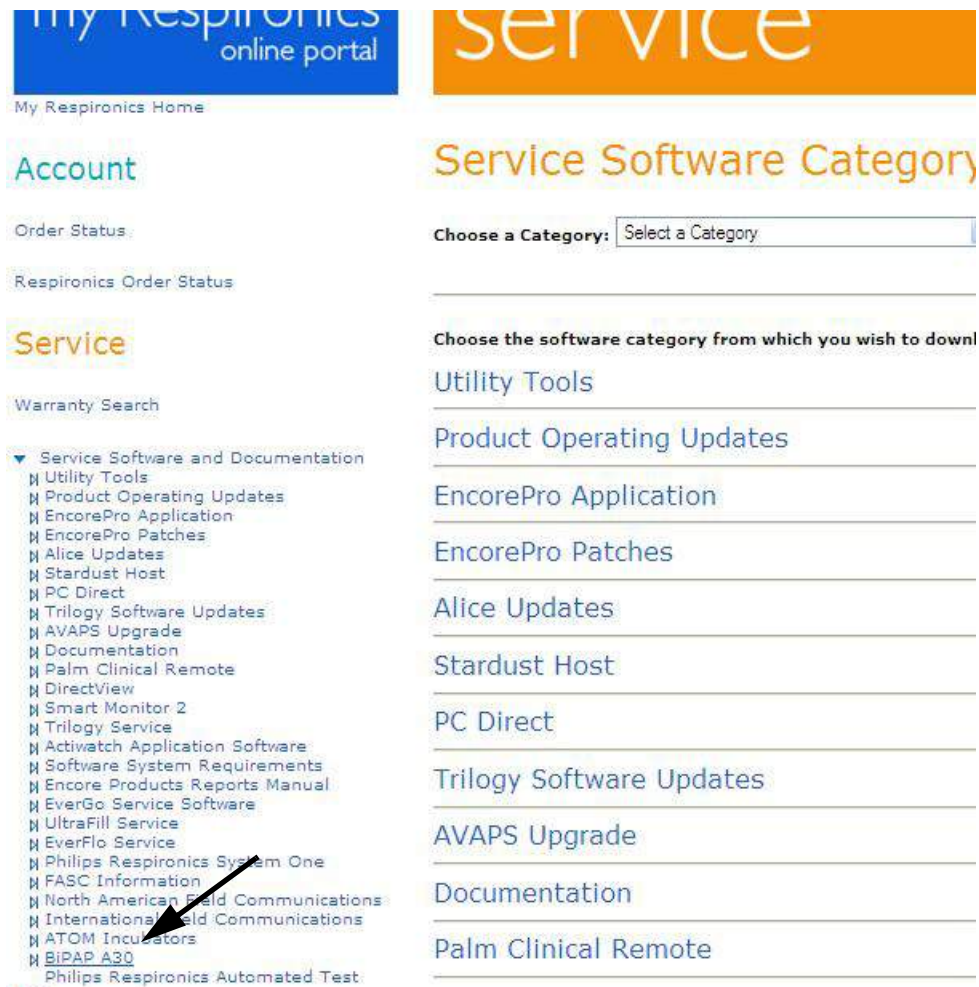 my Respironics
online portal
My Respironics Home
Account
Order Status
Respironics Order Status
Service
Warranty Search
Service Software and Documentation
Utility Tools
Product Operating Updates
EncorePro Application
EncorePro Patches
Alice Updates
Stardust Host
PC Direct
Trilogy Software Updates
AVAPS Upgrade
Documentation
Palm Clinical Remote
DirectView
Smart Monitor 2
Trilogy Service
Actiwatch Application Software
Software System Requirements
Encore Products Reports Manual
EverGo Service Software
UltraFill Service
EverFlo Service
Philips Respironics System One
FASC Information
North American Field Communications
International Field Communications
ATOM Incubators
BiPAP A30
Philips Respironics Automated Test
service
Service Software Category
Choose a Category: Select a Category
Choose the software category from which you wish to downl
Utility Tools
Product Operating Updates
EncorePro Application
EncorePro Patches
Alice Updates
Stardust Host
PC Direct
Trilogy Software Updates
AVAPS Upgrade
Documentation
Palm Clinical Remote